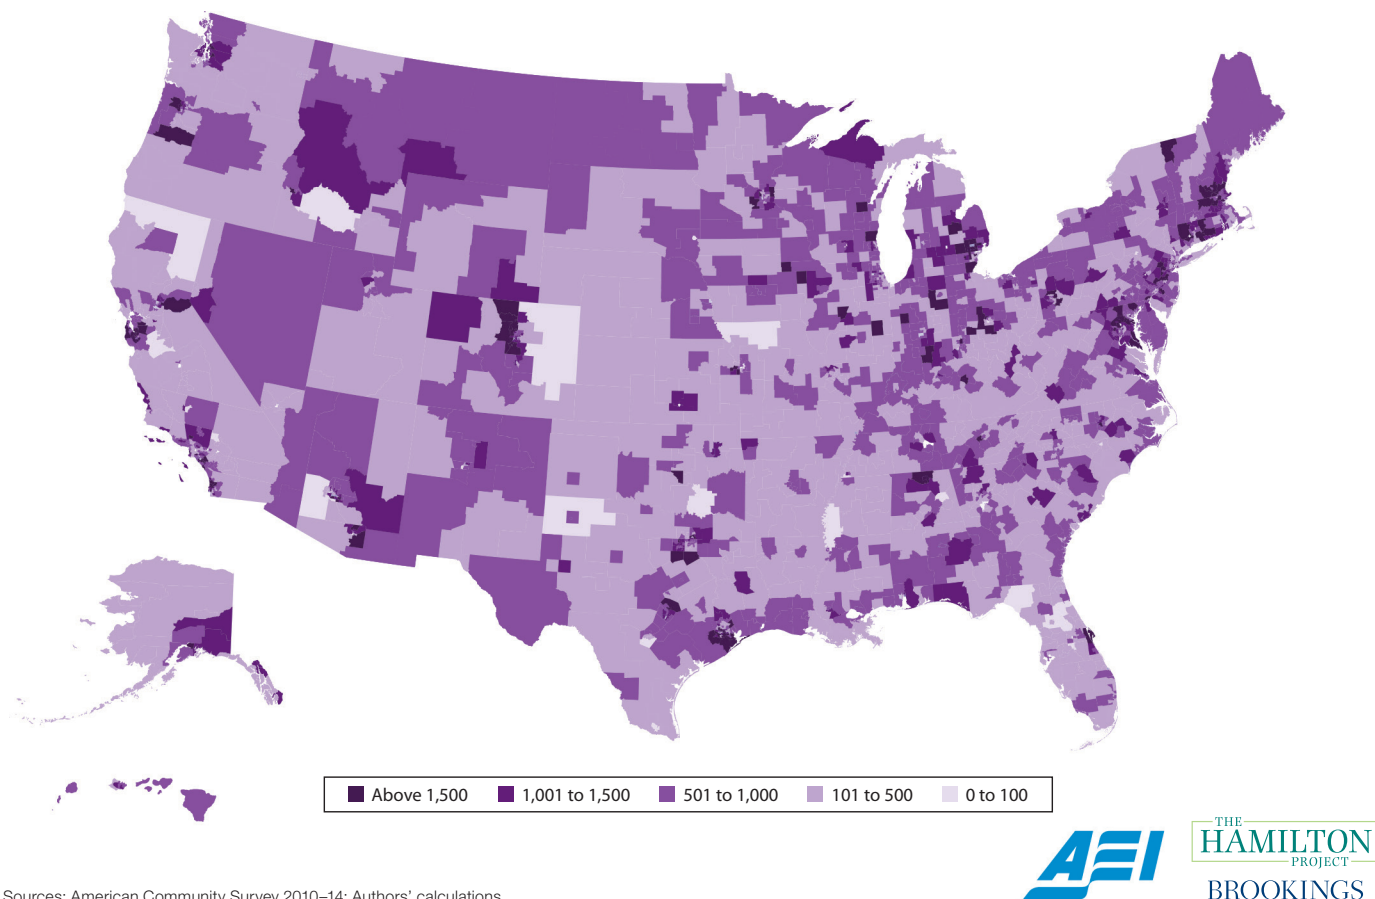 Above 1,500
1,001 to 1,500
501 to 1,000
101 to 500
0 to 100
AEI
THE
HAMILTON
PROJECT
BROOKINGS
Sources: American Community Survey 2010–14; Authors' calculations